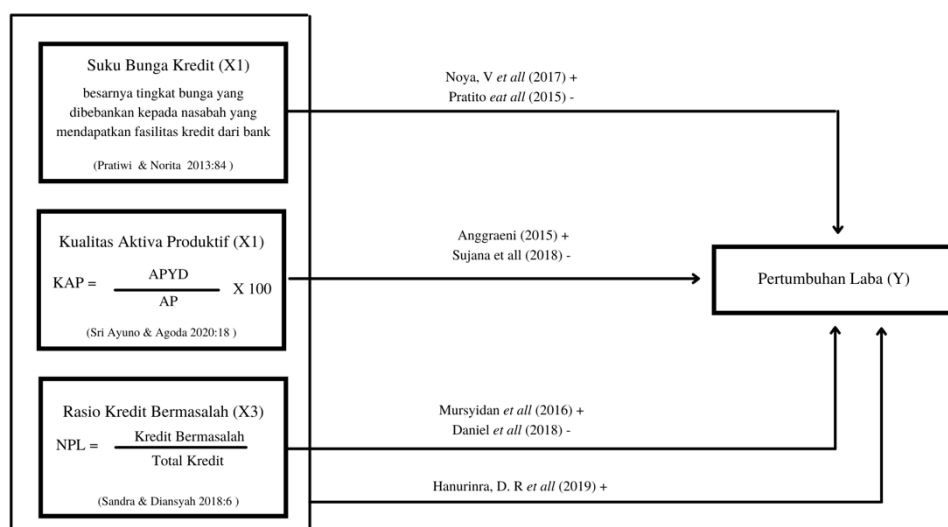 Suku Bunga Kredit (X1)
besarnya tingkat bunga yang
dibebankan kepada nasabah yang
mendapatkan fasilitas kredit dari bank
(Pratiwi & Norita 2013:84 )
Noya, V et all (2017) +
Pratito eat all (2015) -
Kualitas Aktiva Produktif (X1)
KAP =
APYD
AP
X 100
(Sri Ayuno & Agoda 2020:18 )
Anggraeni (2015) +
Sujana et all (2018) -
Pertumbuhan Laba (Y)
Rasio Kredit Bermasalah (X3)
NPL =
Kredit Bermasalah
Total Kredit
(Sandra & Diansyah 2018:6 )
Mursyidan et all (2016) +
Daniel et all (2018) -
Hanurinra, D. R et all (2019) +